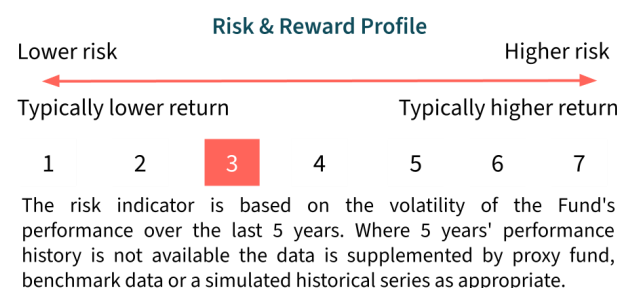 Risk & Reward Profile
Lower risk Higher risk
Typically lower return Typically higher return
1 2 3 4 5 6 7
The risk indicator is based on the volatility of the Fund's
performance over the last 5 years. Where 5 years' performance
history is not available the data is supplemented by proxy fund,
benchmark data or a simulated historical series as appropriate.